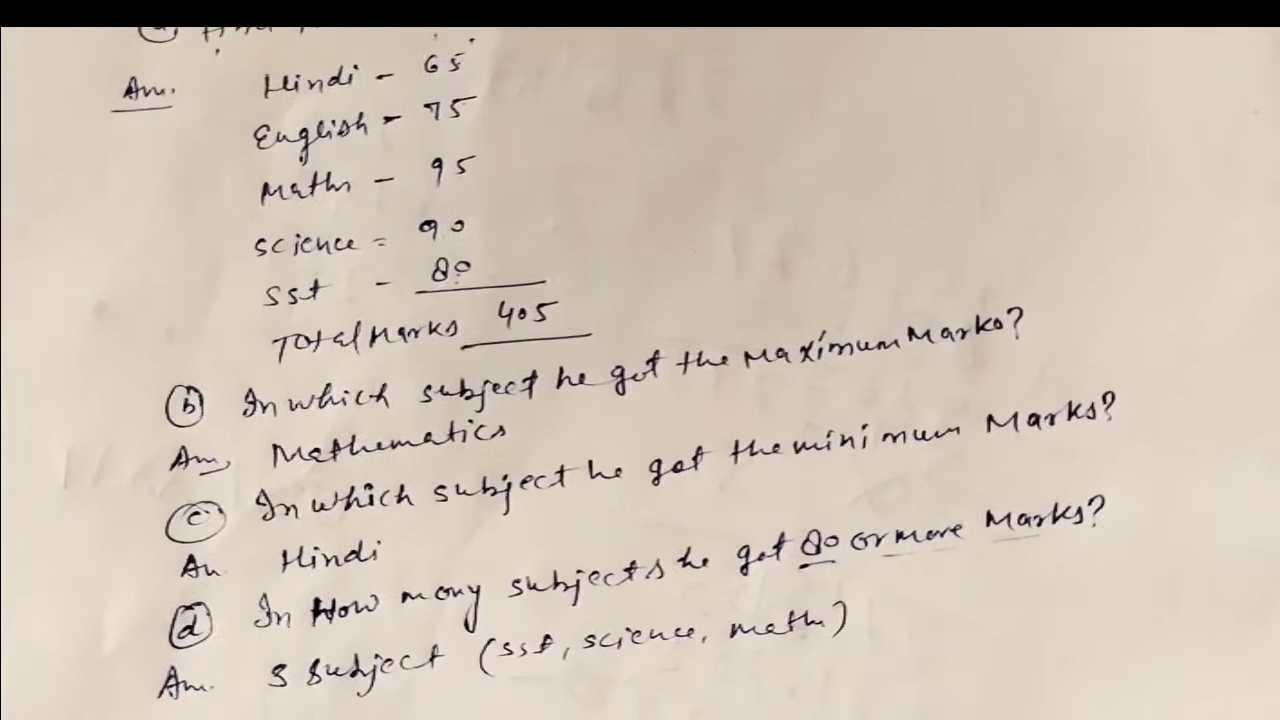 (a)
Ans. Hindi - 65
English - 75
Maths - 95
Science = 90
SSt - 80
Total Marks 405
(b) In which subject he got the Maximum Marks?
Ans Mathematics
(c) In which subject he got the minimum Marks?
An Hindi
(d) In How many subjects he got 80 or more Marks?
Ans. 3 Subject (SSt, science, math)